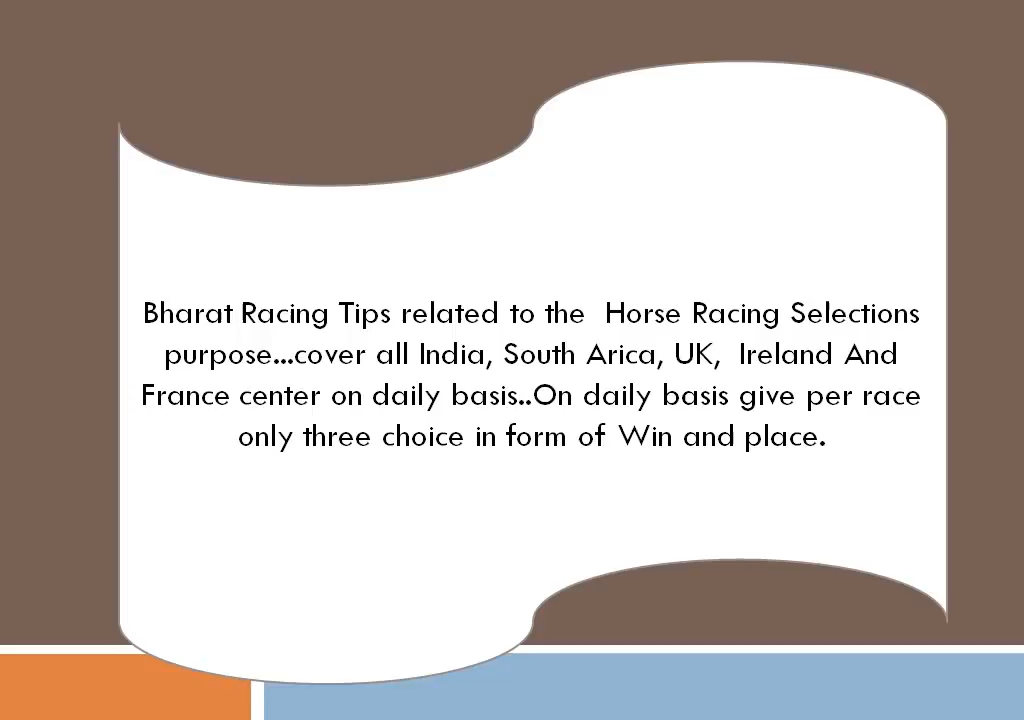 Bharat Racing Tips related to the  Horse Racing Selections
purpose...cover all India, South Arica, UK,  Ireland And
France center on daily basis..On daily basis give per race
only three choice in form of Win and place.